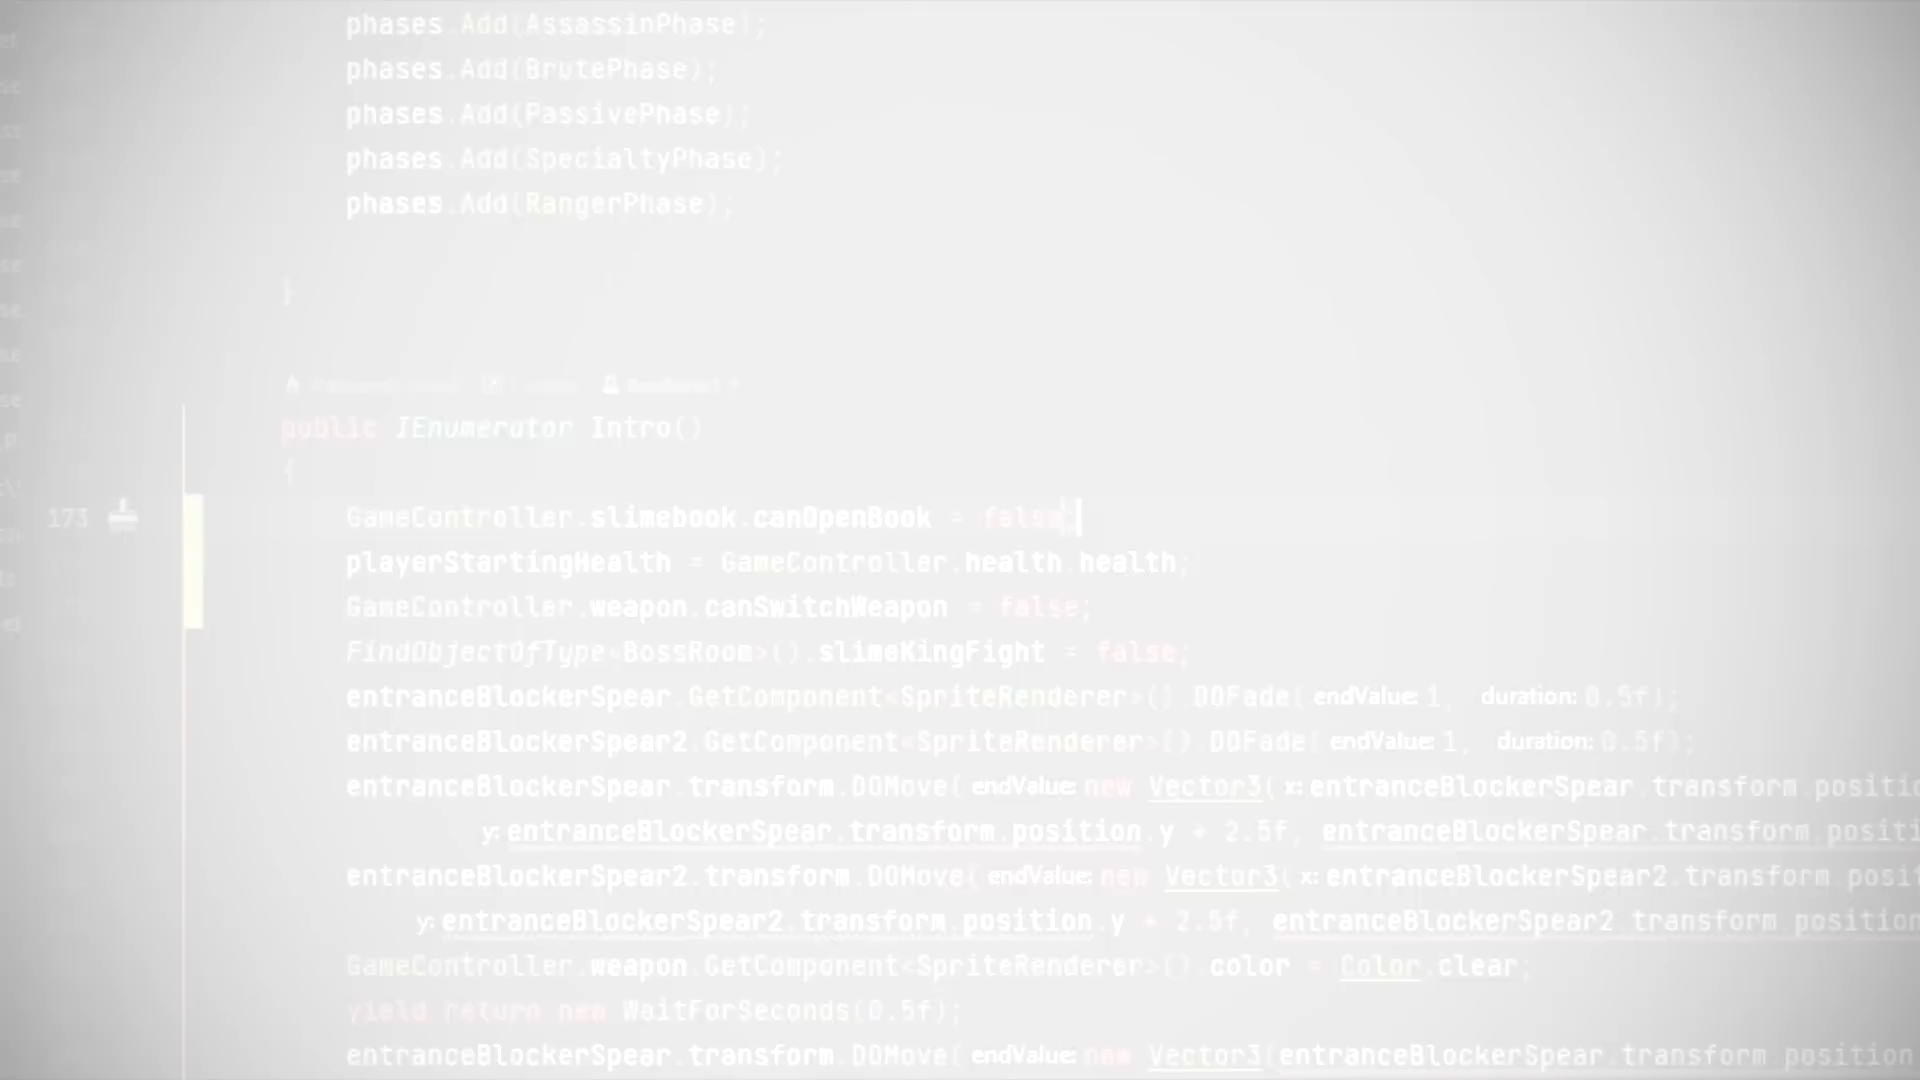 phases.Add(AssassinPhase);
phases.Add(BrutePhase);
phases.Add(PassivePhase);
phases.Add(SpecialtyPhase);
phases.Add(RangerPhase);
}
public IEnumerator Intro()
{
173 GameController.slimebook.canOpenBook = false;
playerStartingHealth = GameController.health.health;
GameController.weapon.canSwitchWeapon = false;
FindObjectOfType<BossRoom>().slimeKingFight = false;
entranceBlockerSpear.GetComponent<SpriteRenderer>().DOFade( endValue: 1, duration: 0.5f);
entranceBlockerSpear2.GetComponent<SpriteRenderer>().DOFade( endValue: 1, duration: 0.5f);
entranceBlockerSpear.transform.DOMove( endValue: new Vector3( x: entranceBlockerSpear.transform.positio
y: entranceBlockerSpear.transform.position.y + 2.5f, entranceBlockerSpear.transform.positi
entranceBlockerSpear2.transform.DOMove( endValue: new Vector3( x: entranceBlockerSpear2.transform.posit
y: entranceBlockerSpear2.transform.position.y + 2.5f, entranceBlockerSpear2.transform.position
GameController.weapon.GetComponent<SpriteRenderer>().color = Color.clear;
yield return new WaitForSeconds(0.5f);
entranceBlockerSpear.transform.DOMove( endValue: new Vector3(entranceBlockerSpear.transform.position